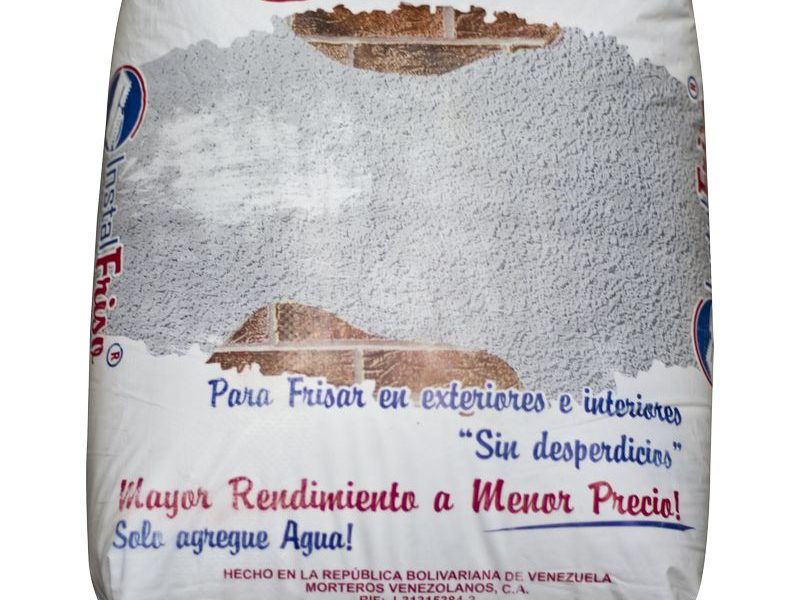 InstalFriso®
Para Frisar en exteriores e interiores
“Sin desperdicios”
Mayor Rendimiento a Menor Precio!
Solo agregue Agua!
HECHO EN LA REPÚBLICA BOLIVARIANA DE VENEZUELA
MORTEROS VENEZOLANOS, C.A.